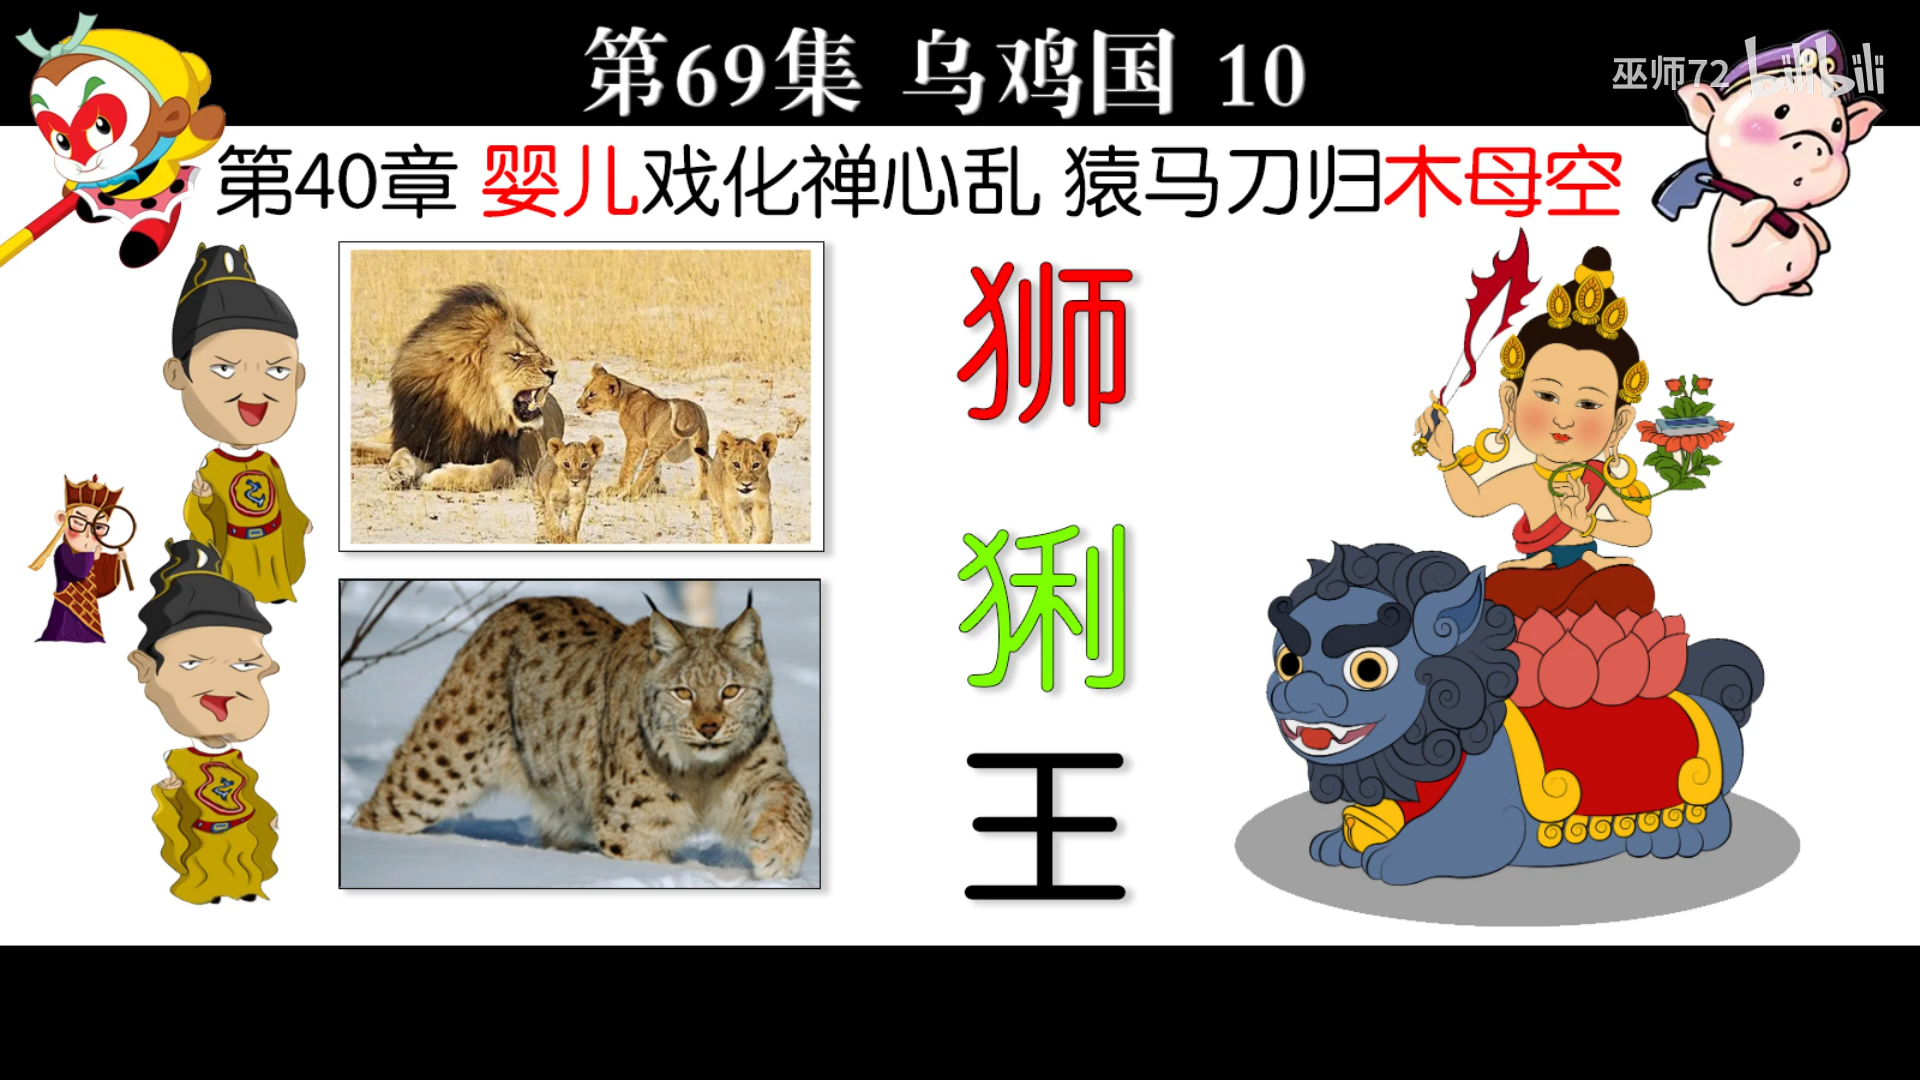 第69集 乌鸡国 10
巫师72 bilibili
第40章 婴儿戏化禅心乱 猿马刀归木母空
狮
猁
王